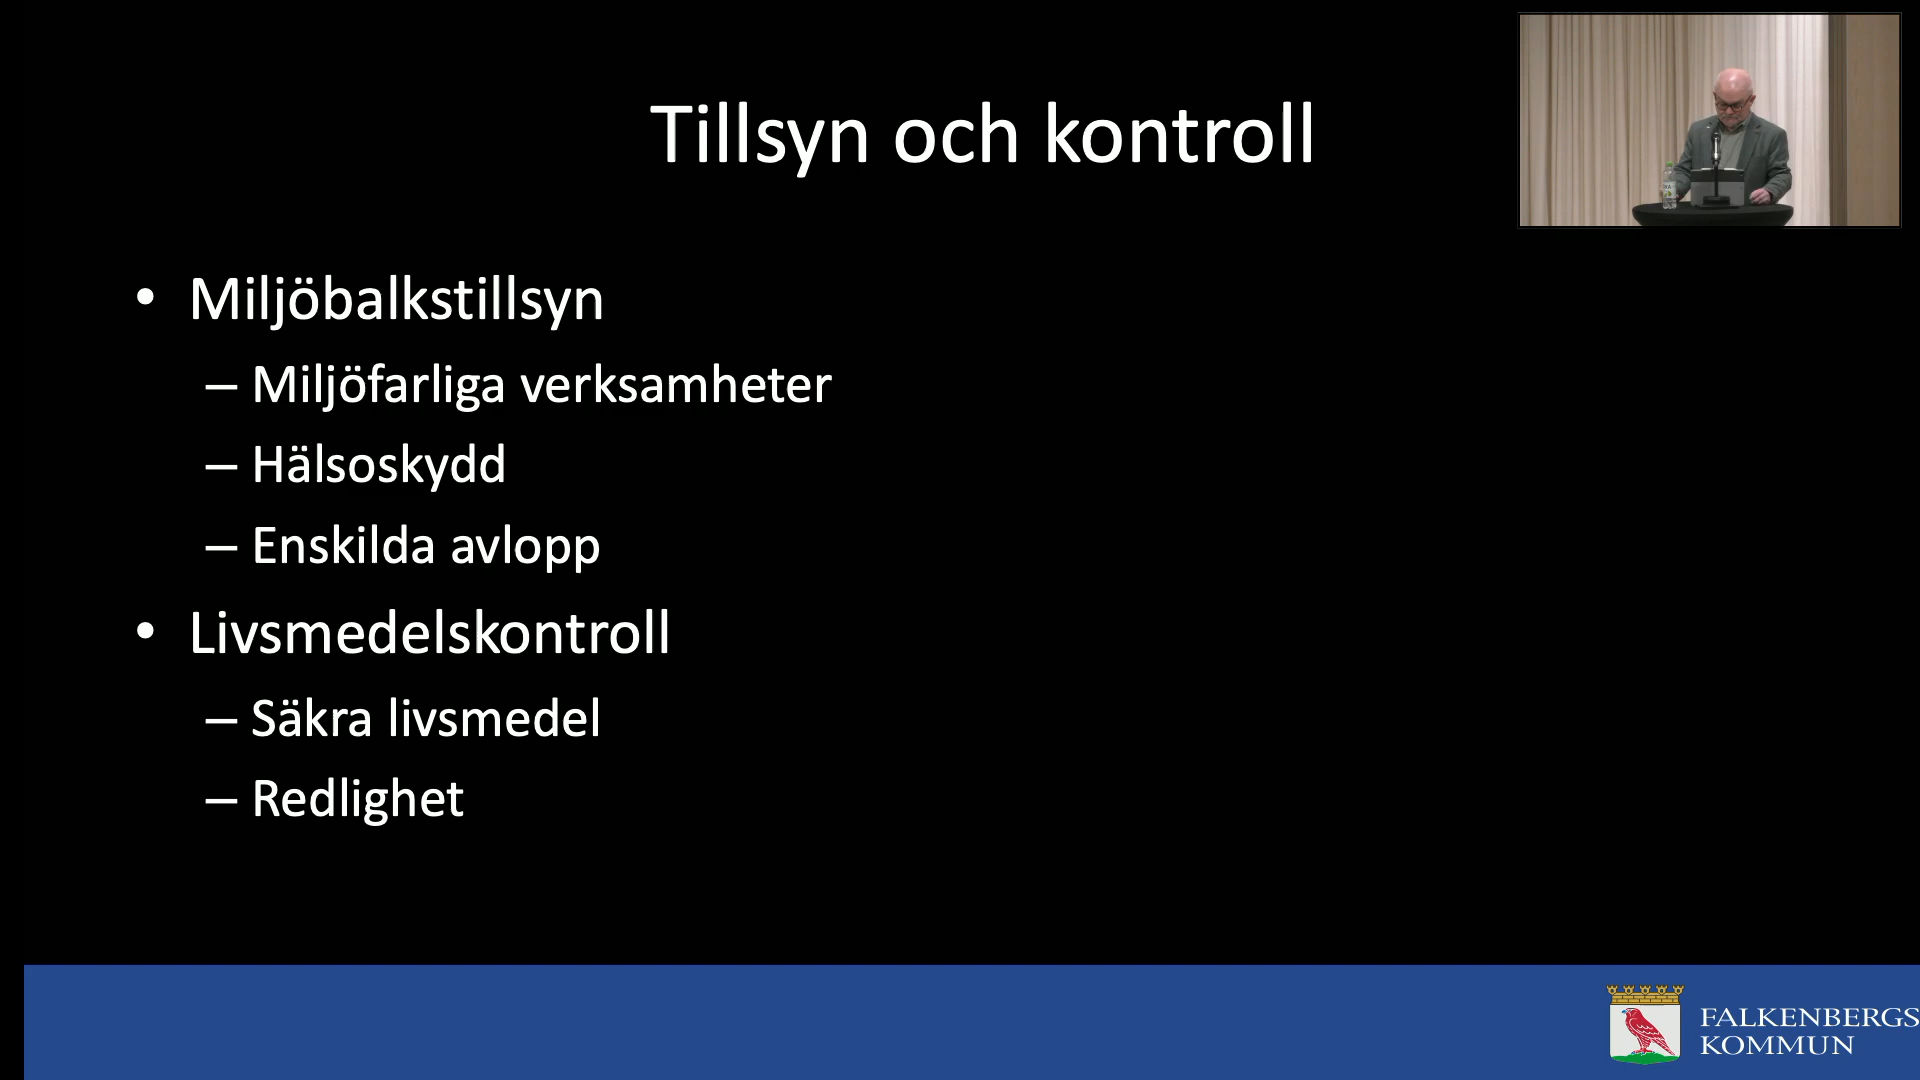 Tillsyn och kontroll
• Miljöbalkstillsyn
– Miljöfarliga verksamheter
– Hälsoskydd
– Enskilda avlopp
• Livsmedelskontroll
– Säkra livsmedel
– Redlighet
FALKENBERGS
KOMMUN